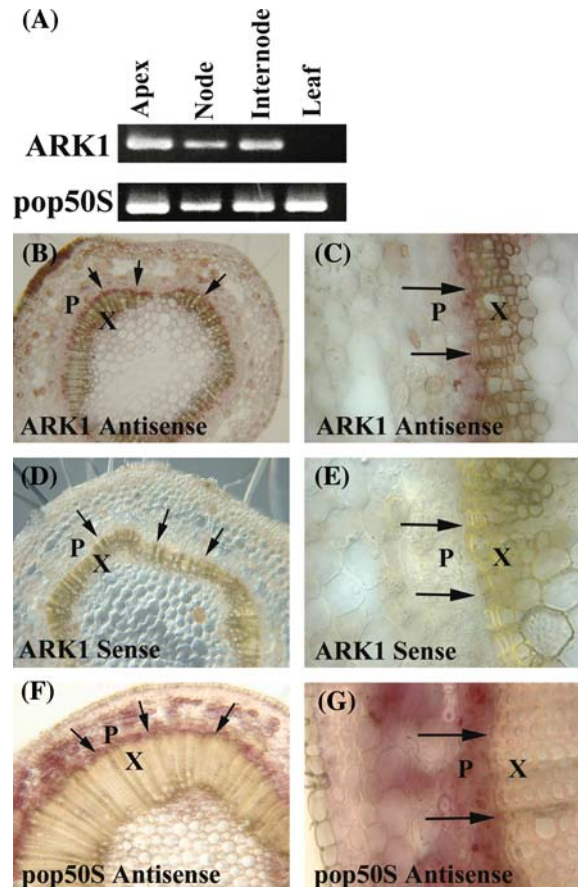 (A)
Apex
Node
Internode
Leaf
ARK1
pop50S
(B)
P
X
ARK1 Antisense
(C)
P
X
ARK1 Antisense
(D)
P
X
ARK1 Sense
(E)
P
X
ARK1 Sense
(F)
P
X
pop50S Antisense
(G)
P
X
pop50S Antisense